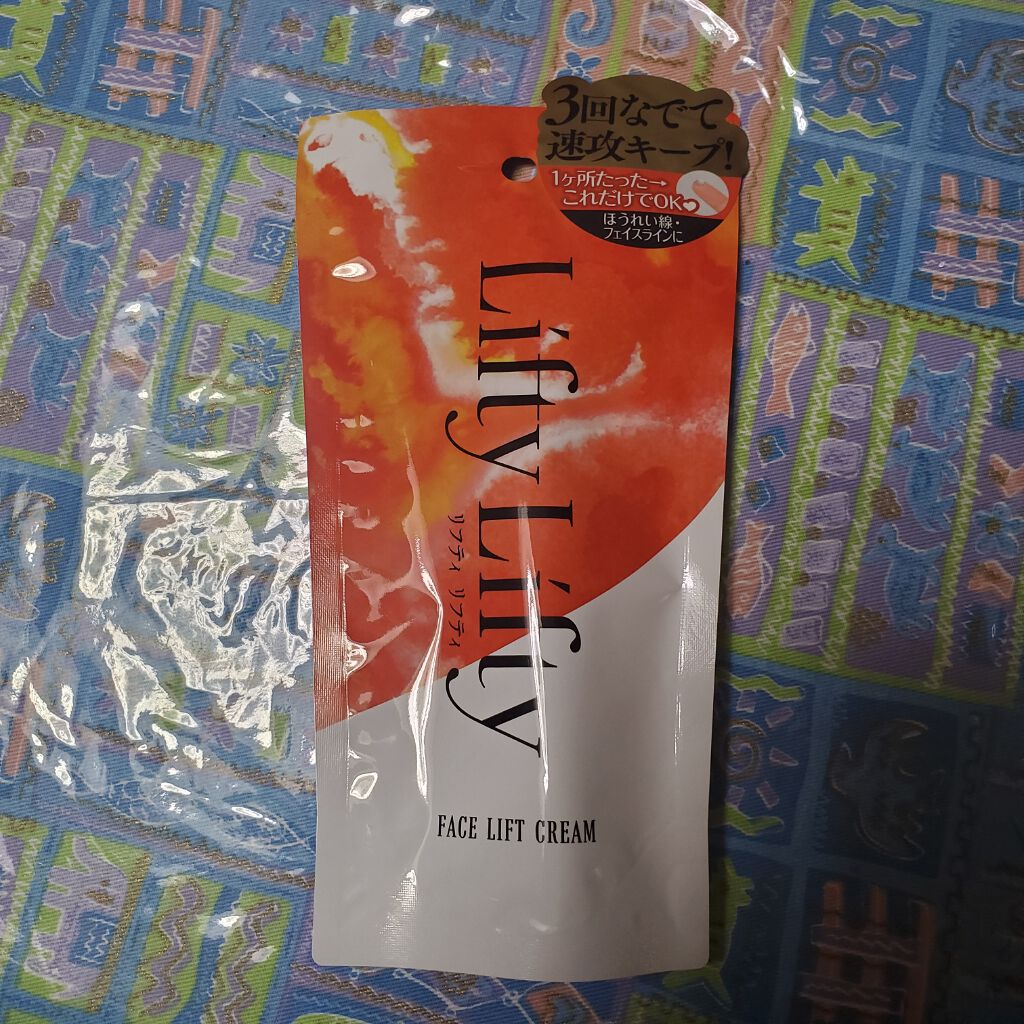 3回なでて
速攻キープ!
1ヶ所たった→
これだけでOK
ほうれい線・
フェイスラインに
Lifty Lifty
リフティ リフティ
FACE LIFT CREAM